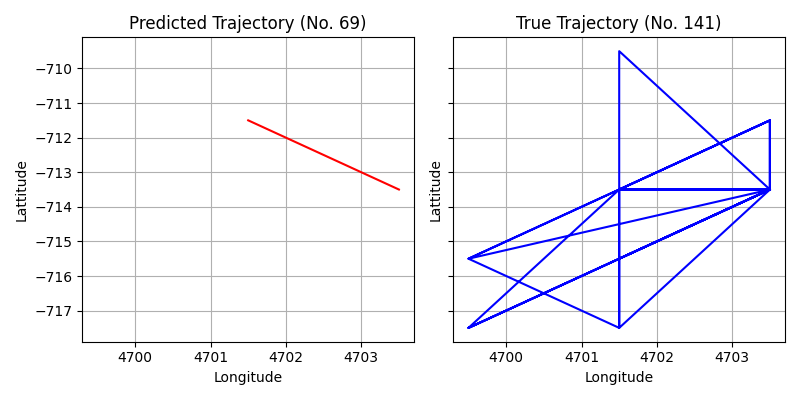 Predicted Trajectory (No. 69)
−710
−711
−712
−713
−714
−715
−716
−717
Lattitude
4700 4701 4702 4703
Longitude
True Trajectory (No. 141)
Lattitude
4700 4701 4702 4703
Longitude